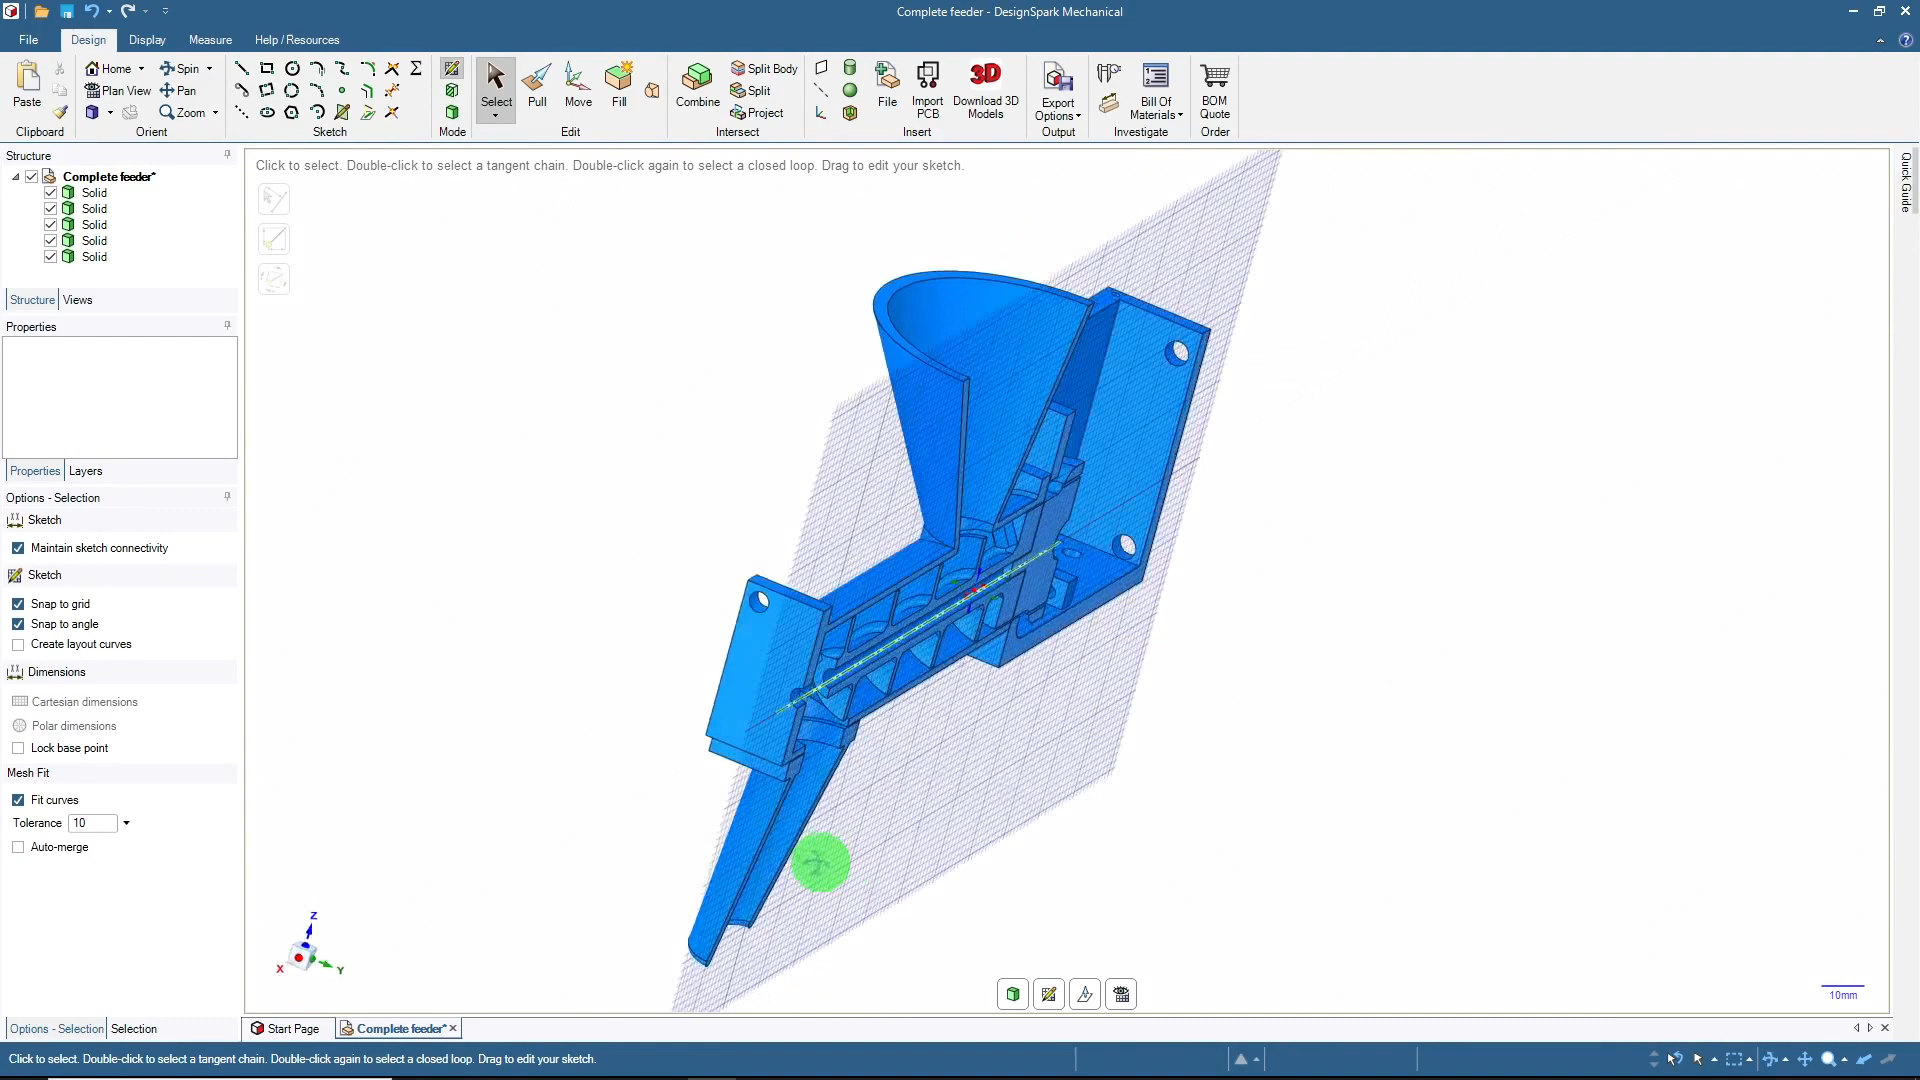 Complete feeder - DesignSpark Mechanical
File Design Display Measure Help / Resources
Paste
Clipboard
Home Spin
Plan View Pan
Zoom
Orient
Sketch
Mode
Select Pull Move Fill
Edit
Combine
Split Body
Split
Project
Intersect
File
Import PCB
3D
Download 3D Models
Insert
Export Options
Output
Bill Of Materials
Investigate
BOM Quote
Order
Structure
Complete feeder*
Solid
Solid
Solid
Solid
Solid
Structure Views
Properties
Properties Layers
Options - Selection
Sketch
Maintain sketch connectivity
Sketch
Snap to grid
Snap to angle
Create layout curves
Dimensions
Cartesian dimensions
Polar dimensions
Lock base point
Mesh Fit
Fit curves
Tolerance 10
Auto-merge
Options - Selection Selection
Click to select. Double-click to select a tangent chain. Double-click again to select a closed loop. Drag to edit your sketch.
Quick Guide
Z
X
Y
10mm
Start Page Complete feeder*
Click to select. Double-click to select a tangent chain. Double-click again to select a closed loop. Drag to edit your sketch.